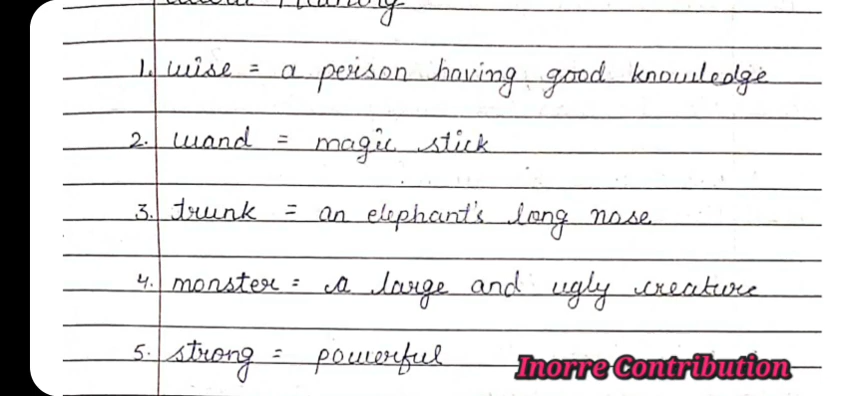 1. wise = a person having good knowledge
2. wand = magic stick
3. trunk = an elephant's long nose
4. monster = a large and ugly creature
5. strong = powerful
Inorre Contribution